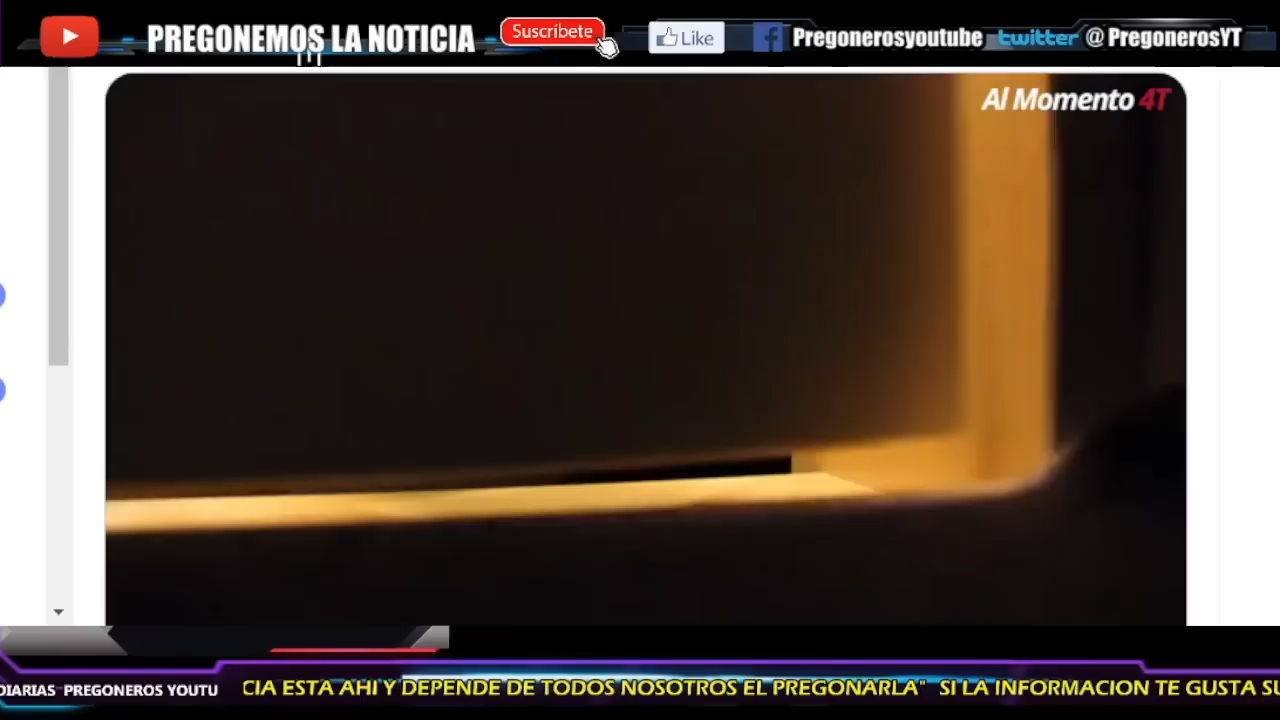 PREGONEMOS LA NOTICIA
Suscríbete
Like
Pregonerosyoutube
twitter @PregonerosYT
Al Momento 4T
DIARIAS PREGONEROS YOUTU
CIA ESTA AHI Y DEPENDE DE TODOS NOSOTROS EL PREGONARLA" SI LA INFORMACION TE GUSTA SU